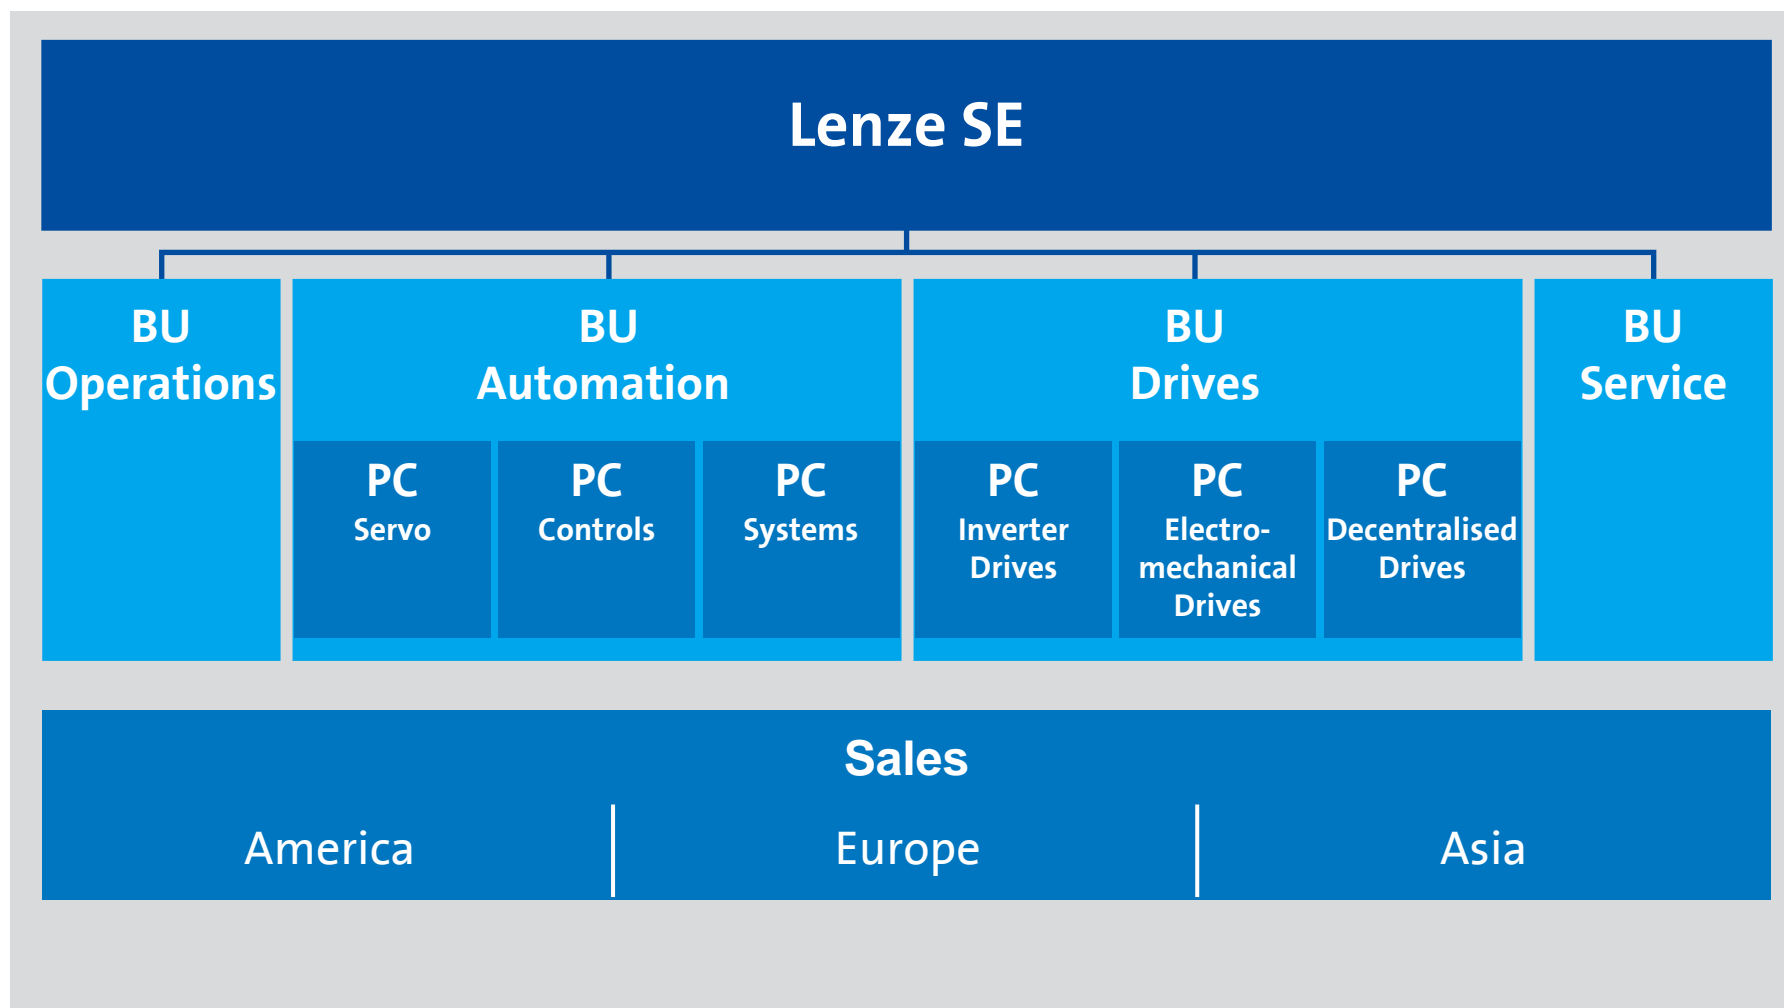 Lenze SE
BU
Operations
BU
Automation
PC
Servo
PC
Controls
PC
Systems
BU
Drives
PC
Inverter
Drives
PC
Electro-
mechanical
Drives
PC
Decentralised
Drives
BU
Service
Sales
America
Europe
Asia